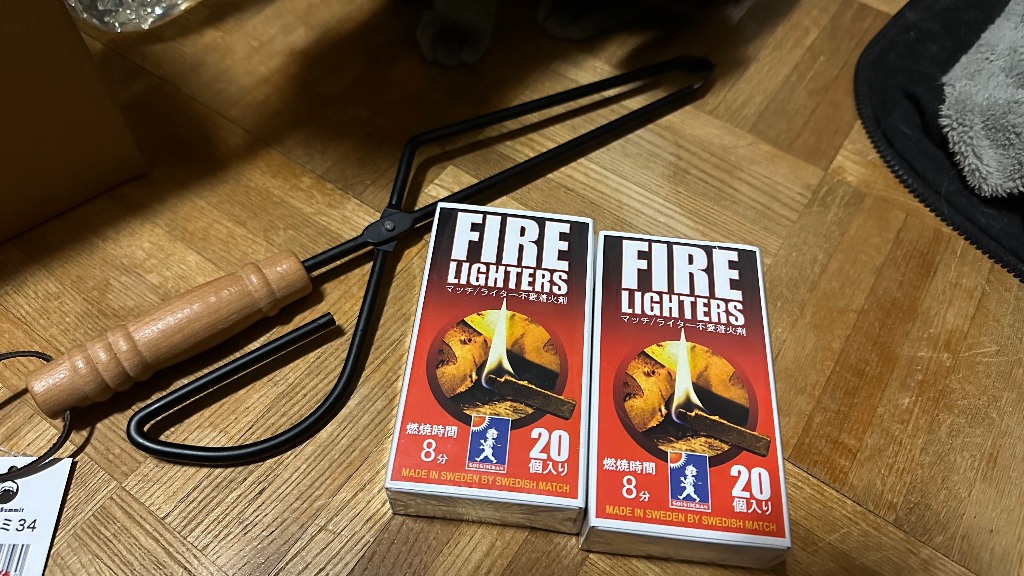 FIRE
LIGHTERS
マッチ/ライター不要着火剤
燃焼時間
8分
SOLSTICKAN
20
個入り
MADE IN SWEDEN BY SWEDISH MATCH
FIRE
LIGHTERS
マッチ/ライター不要着火剤
燃焼時間
8分
SOLSTICKAN
20
個入り
MADE IN SWEDEN BY SWEDISH MATCH
Summit
ミ34